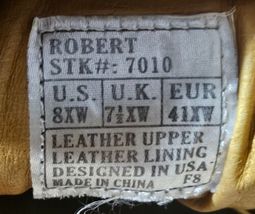 ROBERT
STK#: 7010
U.S U.K. EUR
8XW 7½XW 41XW
LEATHER UPPER
LEATHER LINING
DESIGNED IN USA
MADE IN CHINA F8